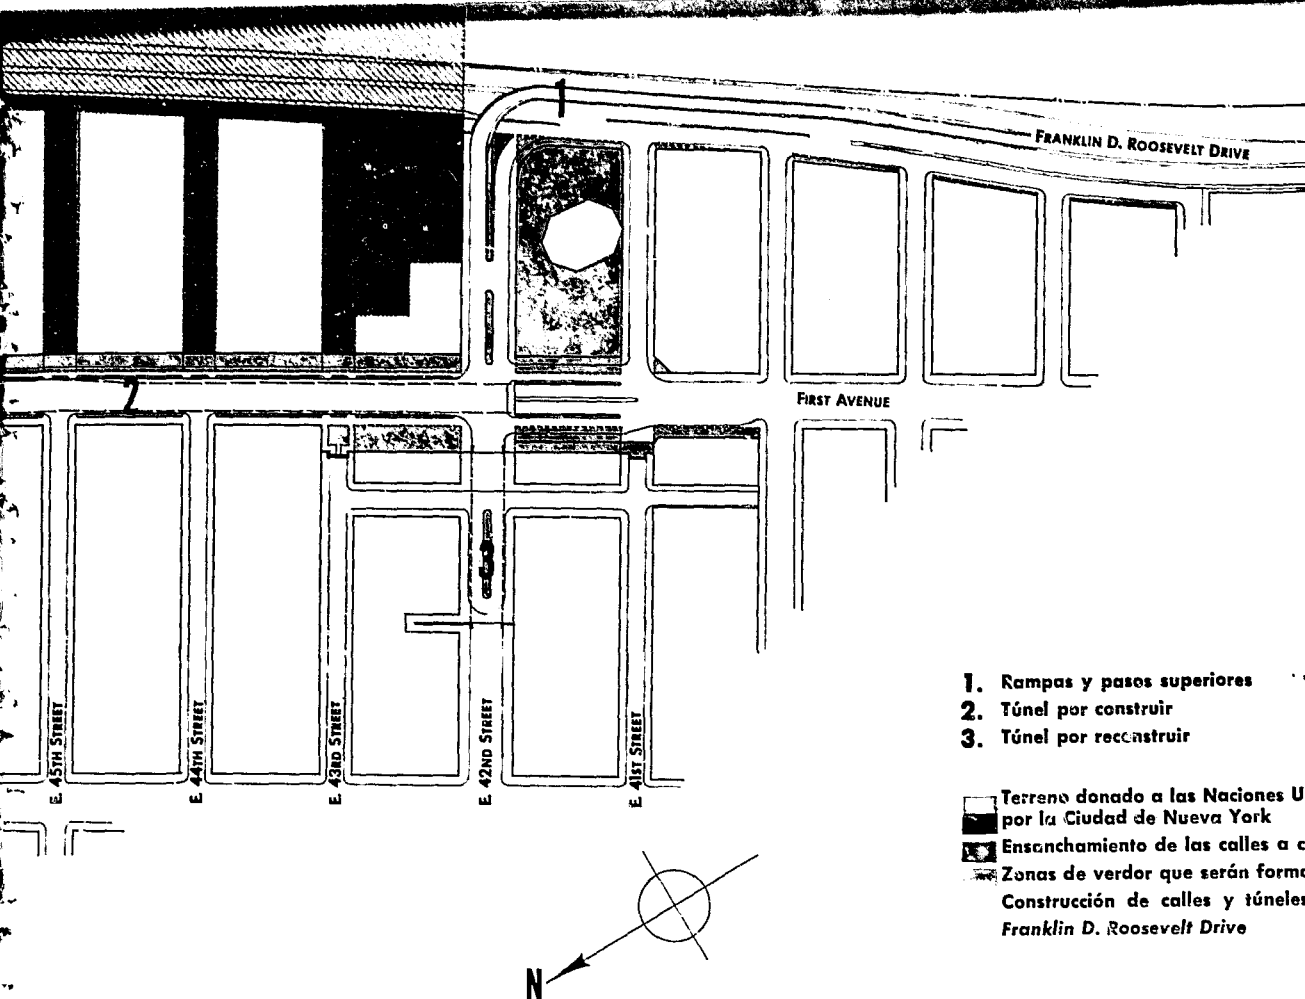 1
FRANKLIN D. ROOSEVELT DRIVE
2
FIRST AVENUE
E. 45TH STREET
E. 44TH STREET
E. 43RD STREET
E. 42ND STREET
E. 41ST STREET
1. Rampas y pasos superiores
2. Túnel por construir
3. Túnel por reconstruir
Terreno donado a las Naciones U
por la Ciudad de Nueva York
Ensanchamiento de las calles a c
Zonas de verdor que serán forma
Construcción de calles y túneles
Franklin D. Roosevelt Drive
N